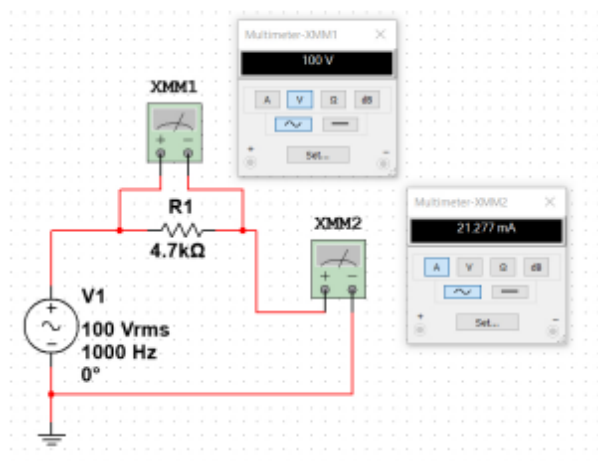 Multimeter-XMM1
100 V
A V Ω dB
Set...
+ -
XMM1
+ -
R1
4.7kΩ
Multimeter-XMM2
21.277 mA
A V Ω dB
Set...
+ -
XMM2
+ -
V1
100 Vrms
1000 Hz
0°